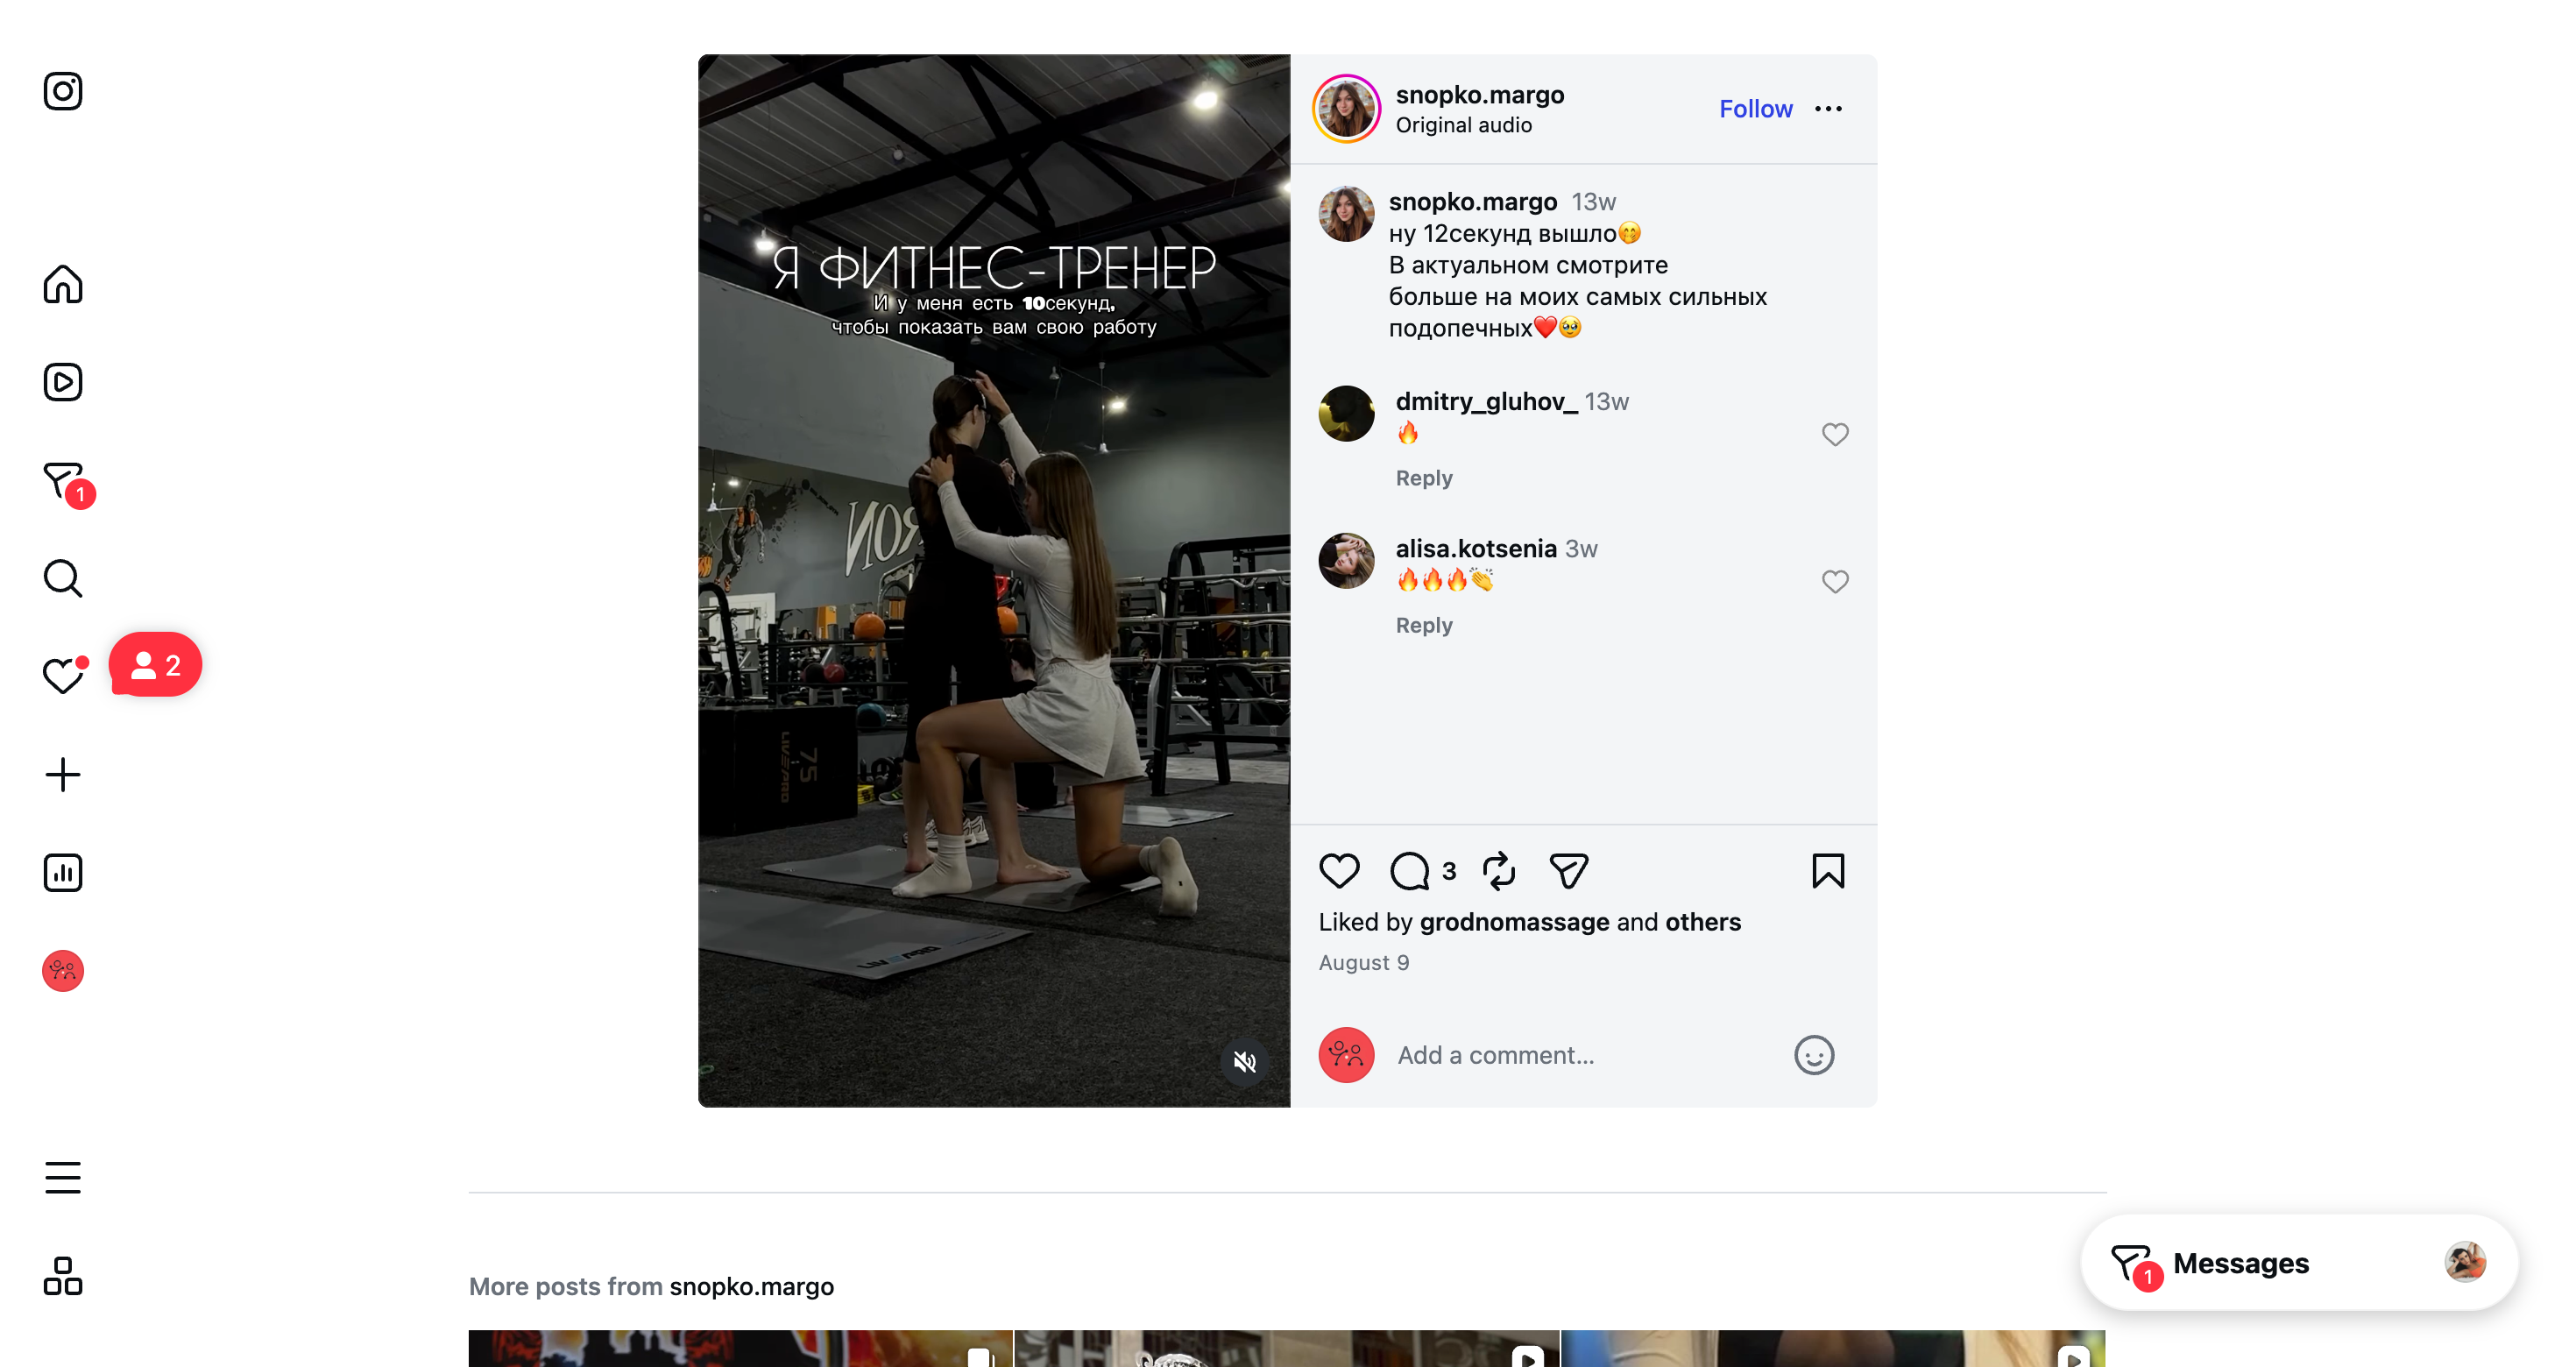 snopko.margo
Original audio
Follow
Я ФИТНЕС-ТРЕНЕР
И у меня есть 10секунд,
чтобы показать вам свою работу
75
LIVEPRO
snopko.margo 13w
ну 12секунд вышло🤭
В актуальном смотрите
больше на моих самых сильных
подопечных❤️🥹
dmitry_gluhov_ 13w
🔥
Reply
alisa.kotsenia 3w
🔥🔥🔥👏
Reply
3
Liked by grodnomassage and others
August 9
Add a comment...
1
2
More posts from snopko.margo
1
Messages